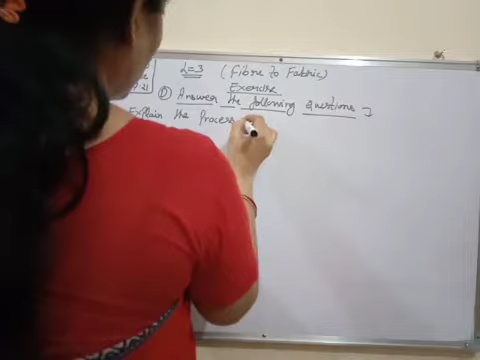 L=3 (Fibre to Fabric)
Exercise
D) Answer the following questions
Explain the Process